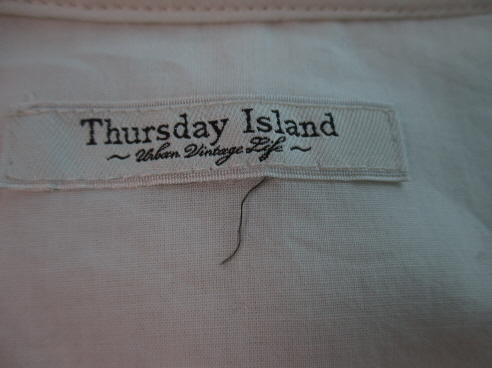 Thursday Island
~ Urban Vintage Life ~